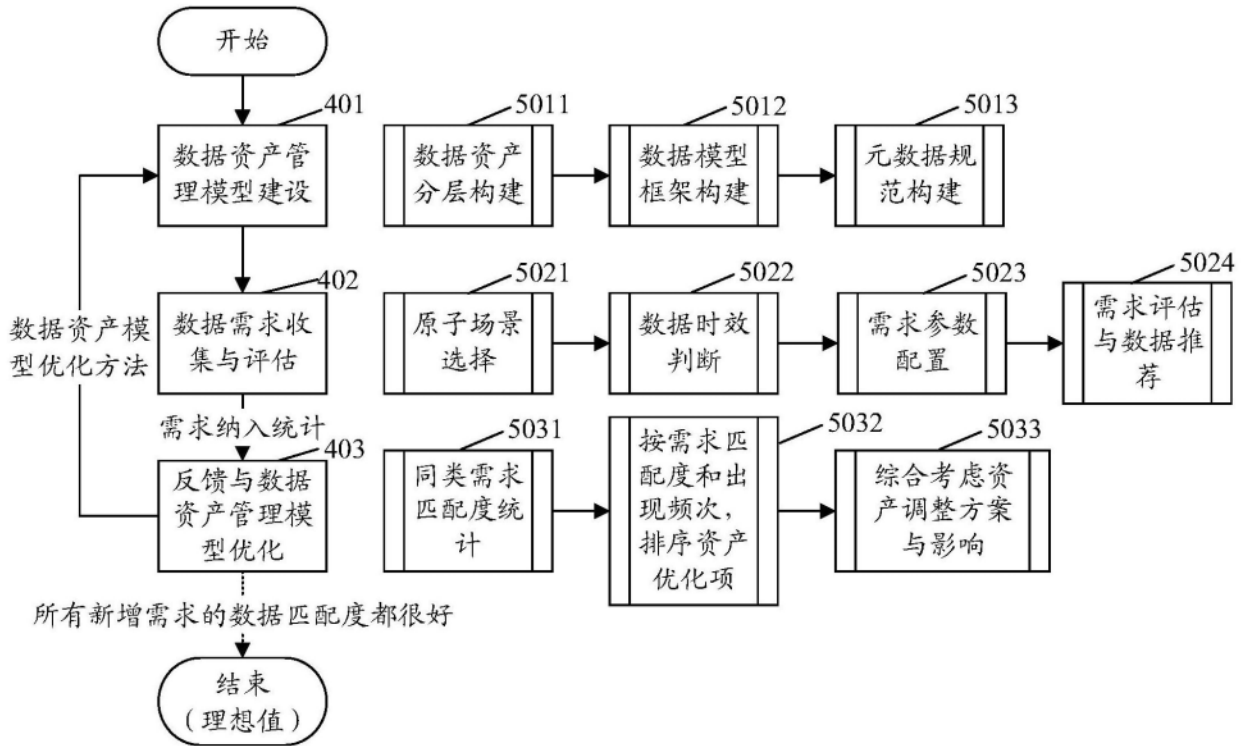 开始
401
数据资产管
理模型建设
5011
数据资产
分层构建
5012
数据模型
框架构建
5013
元数据规
范构建
数据资产模
型优化方法
402
数据需求收
集与评估
5021
原子场景
选择
5022
数据时效
判断
5023
需求参数
配置
5024
需求评估
与数据推
荐
需求纳入统计
403
反馈与数据
资产管理模
型优化
5031
同类需求
匹配度统
计
5032
按需求匹
配度和出
现频次，
排序资产
优化项
5033
综合考虑资
产调整方案
与影响
所有新增需求的数据匹配度都很好
结束
（理想值）